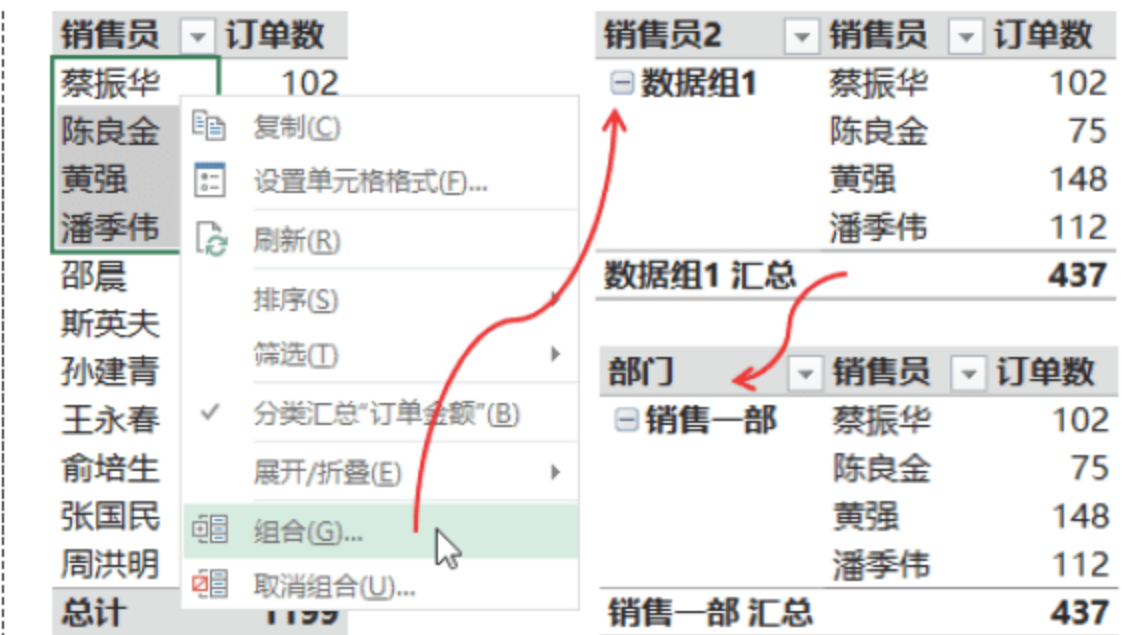 销售员 订单数
蔡振华 102
陈良金
黄强
潘季伟
邵晨
斯英夫
孙建青
王永春
俞培生
张国民
周洪明
总计 1199
复制(C)
设置单元格格式(F)...
刷新(R)
排序(S)
筛选(T)
分类汇总“订单金额”(B)
展开/折叠(E)
组合(G)...
取消组合(U)...
销售员2 销售员 订单数
数据组1 蔡振华 102
陈良金 75
黄强 148
潘季伟 112
数据组1 汇总 437
部门 销售员 订单数
销售一部 蔡振华 102
陈良金 75
黄强 148
潘季伟 112
销售一部 汇总 437